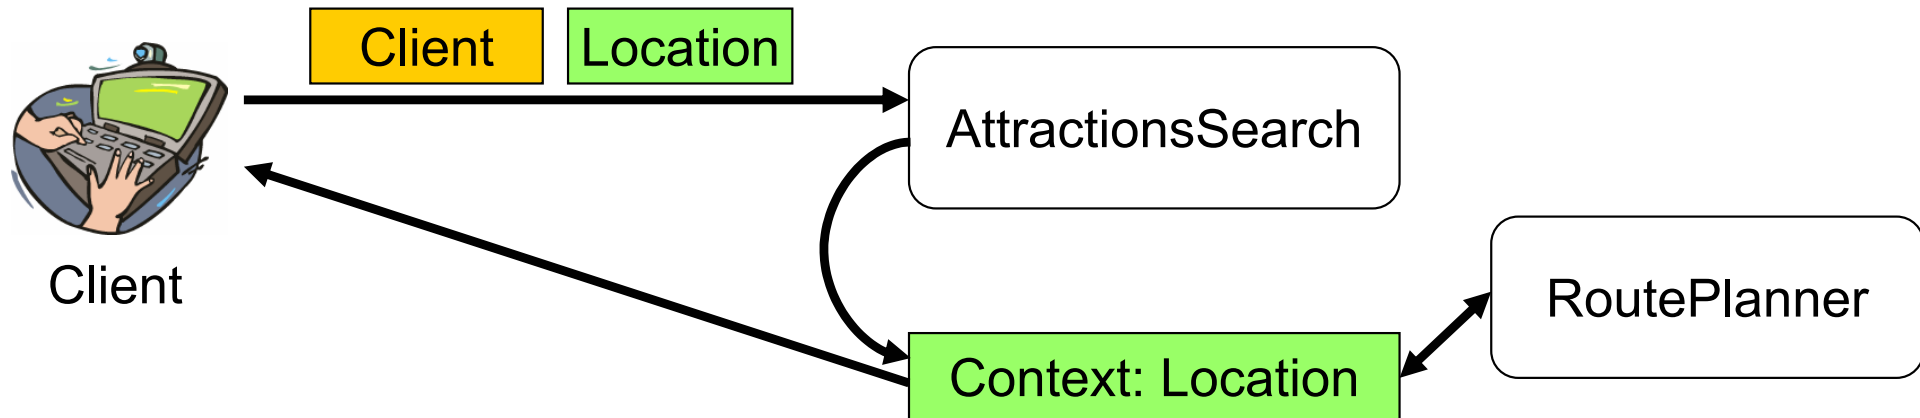 Client
Location
AttractionsSearch
Client
RoutePlanner
Context: Location